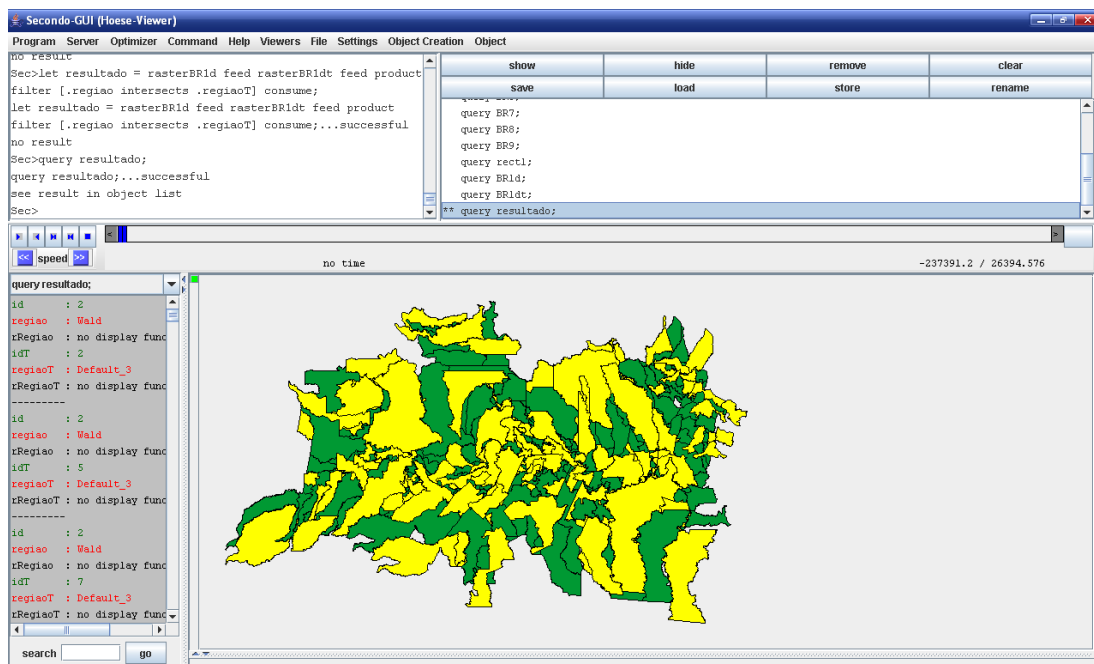 Secondo-GUI (Hoese-Viewer)
Program Server Optimizer Command Help Viewers File Settings Object Creation Object
no result
Sec>let resultado = rasterBR1d feed rasterBR1dt feed product
filter [.regiao intersects .regiaoT] consume;
let resultado = rasterBR1d feed rasterBR1dt feed product
filter [.regiao intersects .regiaoT] consume;...successful
no result
Sec>query resultado;
query resultado;...successful
see result in object list
Sec>
show hide remove clear
save load store rename
query BR7;
query BR8;
query BR9;
query rect1;
query BR1d;
query BR1dt;
** query resultado;
<< speed >>
no time
-237391.2 / 26394.576
query resultado;
id : 2
regiao : Wald
rRegiao : no display func
idT : 2
regiaoT : Default_3
rRegiaoT : no display func
---------
id : 2
regiao : Wald
rRegiao : no display func
idT : 5
regiaoT : Default_3
rRegiaoT : no display func
---------
id : 2
regiao : Wald
rRegiao : no display func
idT : 7
regiaoT : Default_3
rRegiaoT : no display func
search go